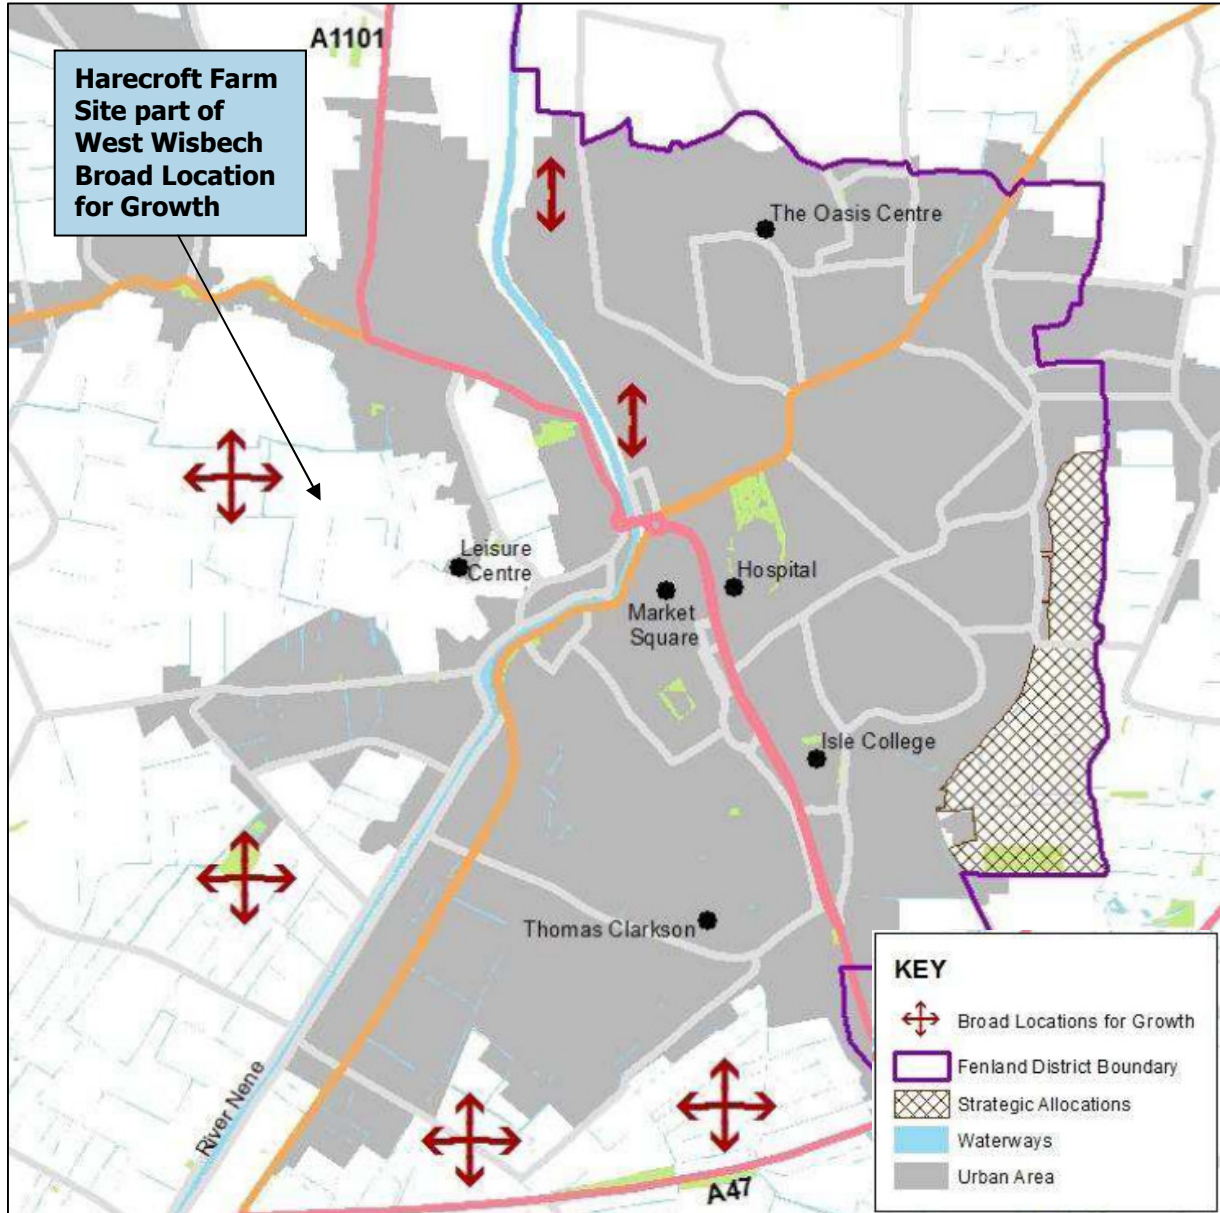 A1101
Harecroft Farm
Site part of
West Wisbech
Broad Location
for Growth
The Oasis Centre
Leisure
Centre
Hospital
Market
Square
Isle College
Thomas Clarkson
River Nene
A47
KEY
Broad Locations for Growth
Fenland District Boundary
Strategic Allocations
Waterways
Urban Area